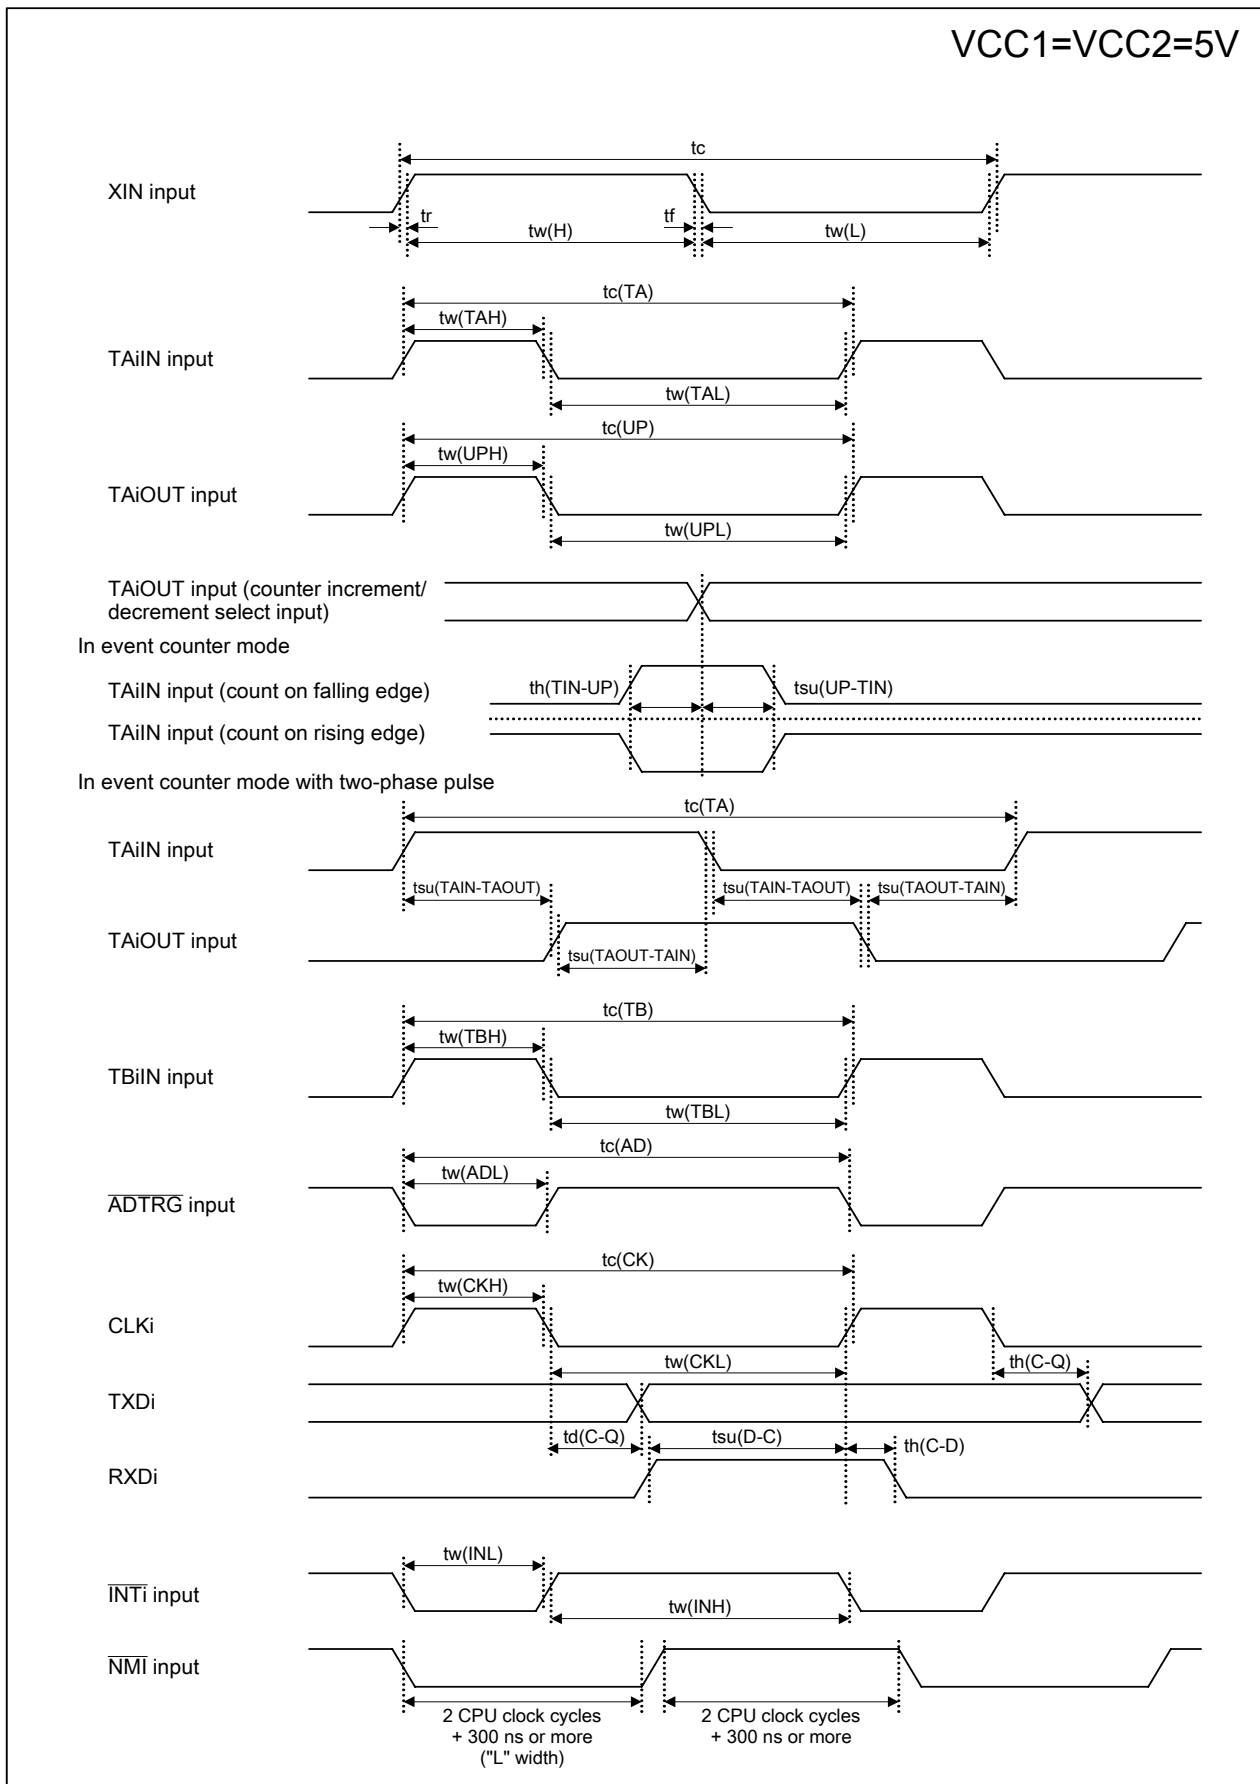 VCC1=VCC2=5V
tc
XIN input
tr
tf
tw(H)
tw(L)
tc(TA)
tw(TAH)
TAiIN input
tw(TAL)
tc(UP)
tw(UPH)
TAiOUT input
tw(UPL)
TAiOUT input (counter increment/
decrement select input)
In event counter mode
TAiIN input (count on falling edge)
th(TIN-UP)
tsu(UP-TIN)
TAiIN input (count on rising edge)
In event counter mode with two-phase pulse
tc(TA)
TAiIN input
tsu(TAIN-TAOUT)
tsu(TAIN-TAOUT)
tsu(TAOUT-TAIN)
TAiOUT input
tsu(TAOUT-TAIN)
tc(TB)
tw(TBH)
TBiIN input
tw(TBL)
tc(AD)
tw(ADL)
ADTRG input
tc(CK)
tw(CKH)
CLKi
tw(CKL)
th(C-Q)
TXDi
td(C-Q)
tsu(D-C)
th(C-D)
RXDi
tw(INL)
INTi input
tw(INH)
NMI input
2 CPU clock cycles
+ 300 ns or more
("L" width)
2 CPU clock cycles
+ 300 ns or more